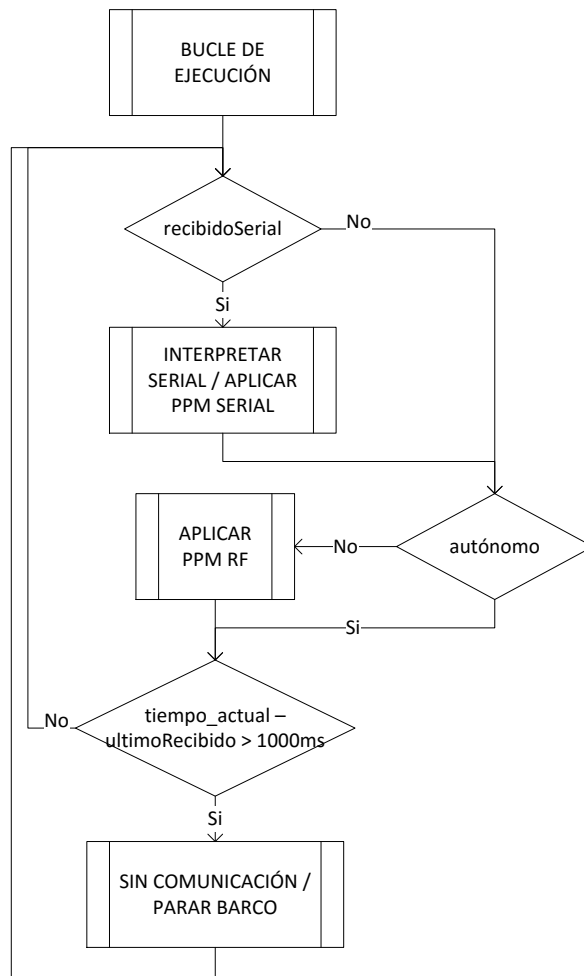 BUCLE DE
EJECUCIÓN
recibidoSerial
No
Si
INTERPRETAR
SERIAL / APLICAR
PPM SERIAL
APLICAR
PPM RF
No
autónomo
Si
tiempo_actual –
ultimoRecibido > 1000ms
No
Si
SIN COMUNICACIÓN /
PARAR BARCO